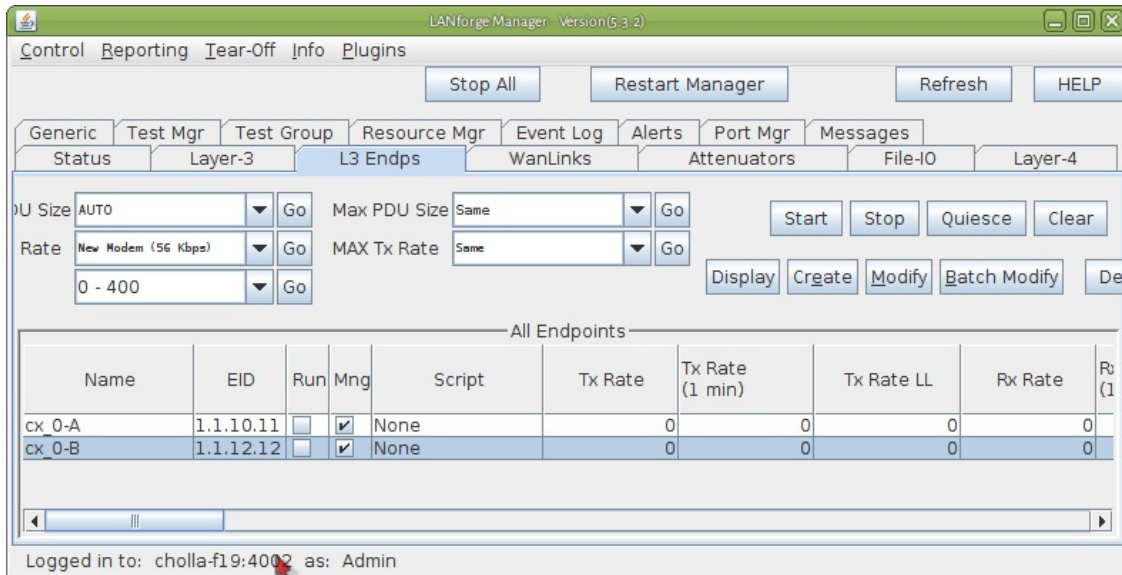 LANforge Manager Version(5.3.2)
Control Reporting Tear-Off Info Plugins
Stop All Restart Manager Refresh HELP
Generic Test Mgr Test Group Resource Mgr Event Log Alerts Port Mgr Messages
Status Layer-3 L3 Endps WanLinks Attenuators File-IO Layer-4
Size AUTO Go Max PDU Size Same Go Start Stop Quiesce Clear
Rate New Modem (56 Kbps) Go MAX Tx Rate Same Go
0 - 400 Go Display Create Modify Batch Modify
All Endpoints
Name EID Run Mng Script Tx Rate Tx Rate (1 min) Tx Rate LL Rx Rate
cx_0-A 1.1.10.11 None 0 0 0 0
cx_0-B 1.1.12.12 None 0 0 0 0
Logged in to: cholla-f19:4002 as: Admin